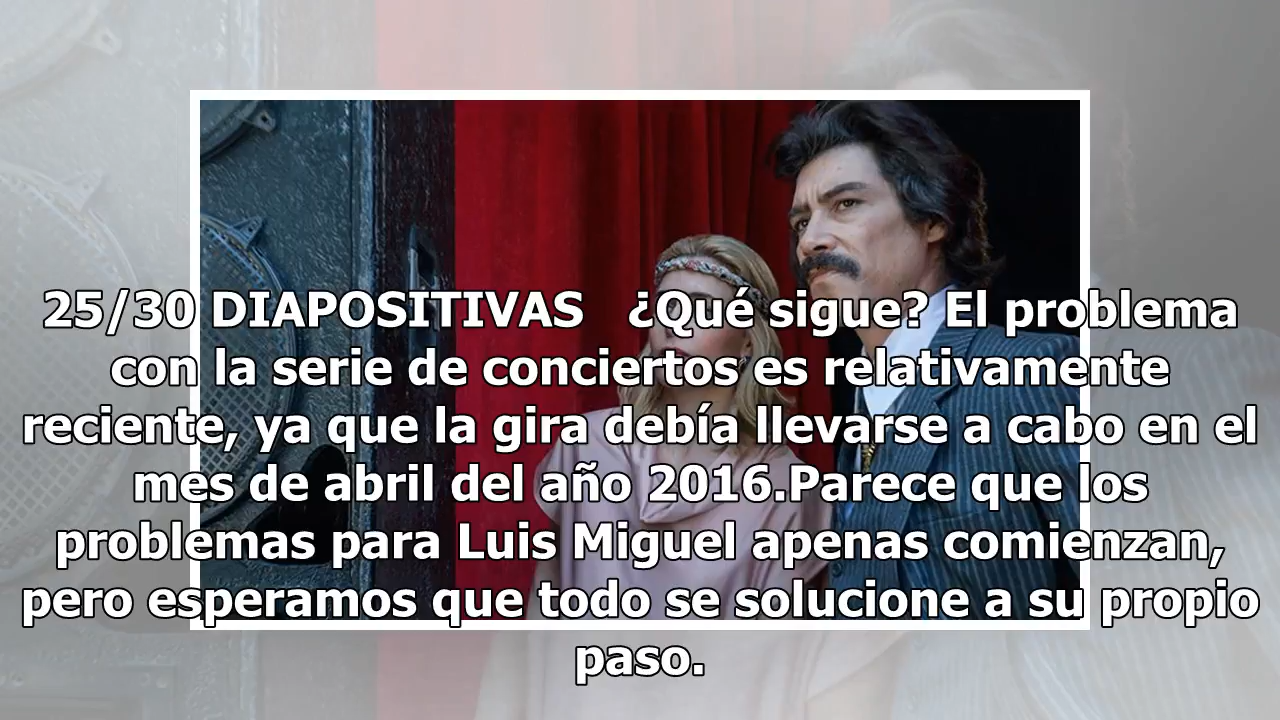 25/30 DIAPOSITIVAS   ¿Qué sigue? El problema
con la serie de conciertos es relativamente
reciente, ya que la gira debía llevarse a cabo en el
mes de abril del año 2016.Parece que los
problemas para Luis Miguel apenas comienzan,
pero esperamos que todo se solucione a su propio
paso.